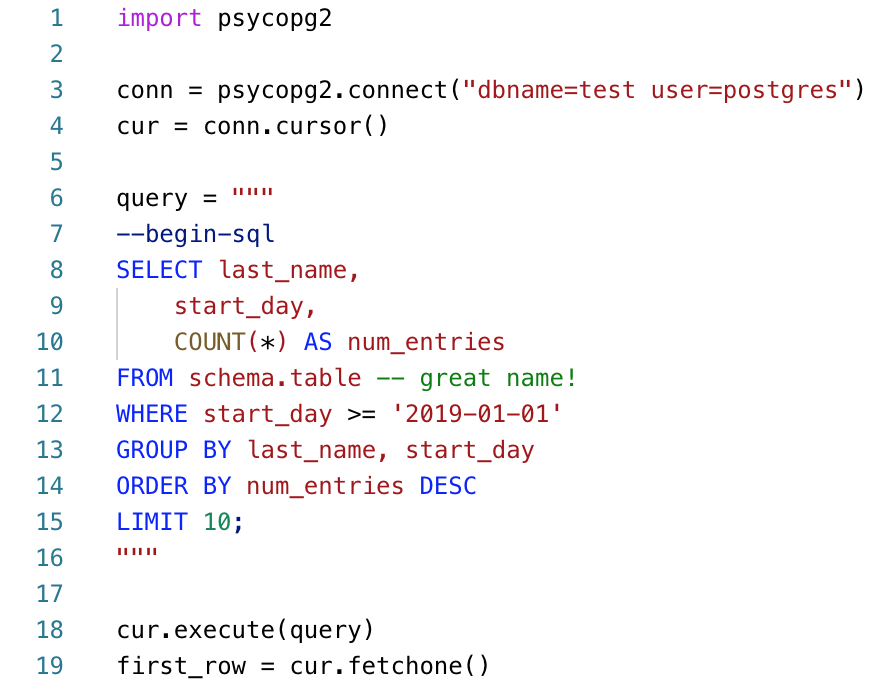 1 import psycopg2
2
3 conn = psycopg2.connect("dbname=test user=postgres")
4 cur = conn.cursor()
5
6 query = """
7 --begin-sql
8 SELECT last_name,
9     start_day,
10     COUNT(*) AS num_entries
11 FROM schema.table -- great name!
12 WHERE start_day >= '2019-01-01'
13 GROUP BY last_name, start_day
14 ORDER BY num_entries DESC
15 LIMIT 10;
16 """
17
18 cur.execute(query)
19 first_row = cur.fetchone()